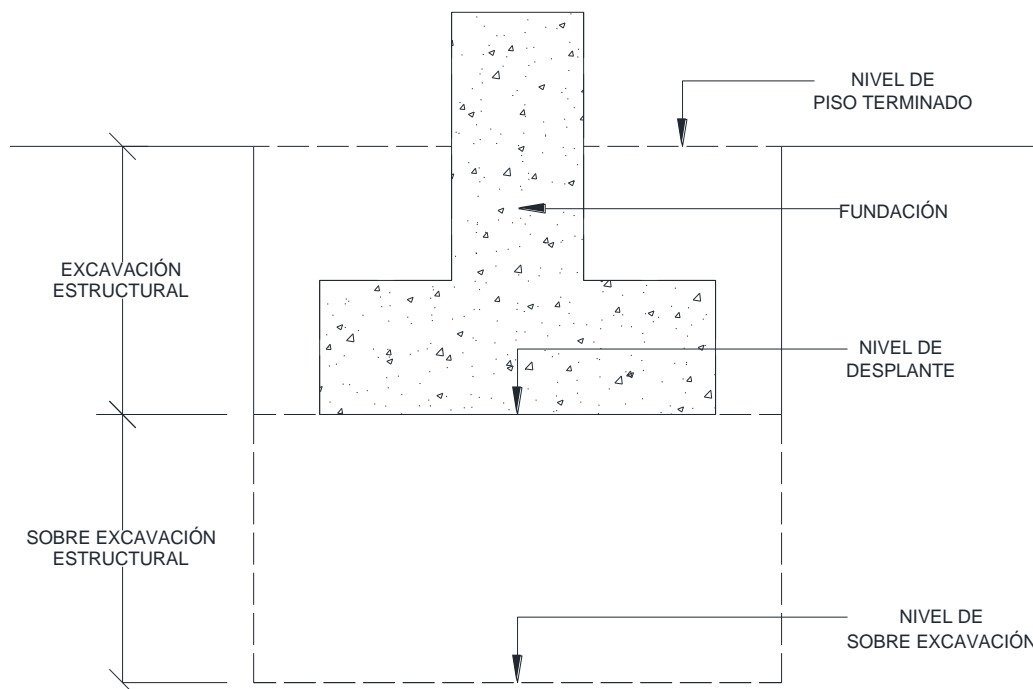 NIVEL DE
PISO TERMINADO
FUNDACIÓN
EXCAVACIÓN
ESTRUCTURAL
NIVEL DE
DESPLANTE
SOBRE EXCAVACIÓN
ESTRUCTURAL
NIVEL DE
SOBRE EXCAVACIÓN